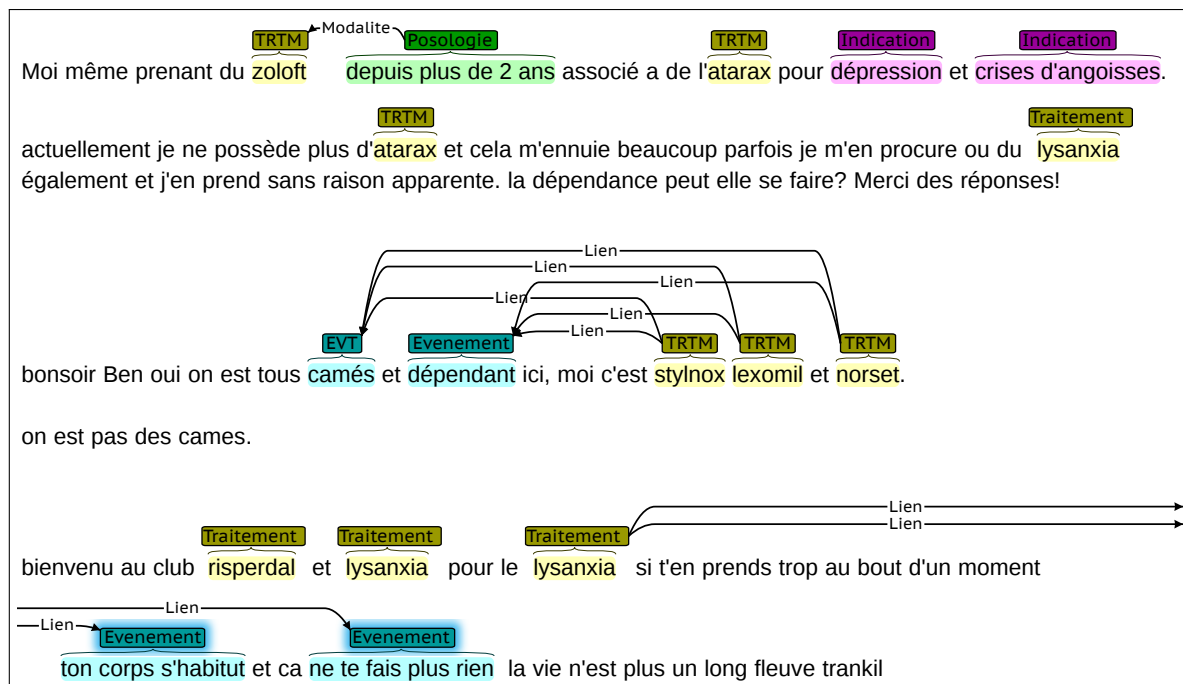 Modalite
TRTM Posologie TRTM Indication Indication
Moi même prenant du zoloft depuis plus de 2 ans associé a de l'atarax pour dépression et crises d'angoisses.
TRTM Traitement
actuellement je ne possède plus d'atarax et cela m'ennuie beaucoup parfois je m'en procure ou du lysanxia
également et j'en prend sans raison apparente. la dépendance peut elle se faire? Merci des réponses!
Lien
Lien
Lien
Lien
Lien
Lien
EVT Evenement TRTM TRTM TRTM
bonsoir Ben oui on est tous camés et dépendant ici, moi c'est stylnox lexomil et norset.
on est pas des cames.
Lien
Lien
Traitement Traitement Traitement
bienvenu au club risperdal et lysanxia pour le lysanxia si t'en prends trop au bout d'un moment
Lien
Lien
Evenement Evenement
ton corps s'habitut et ca ne te fais plus rien la vie n'est plus un long fleuve trankil